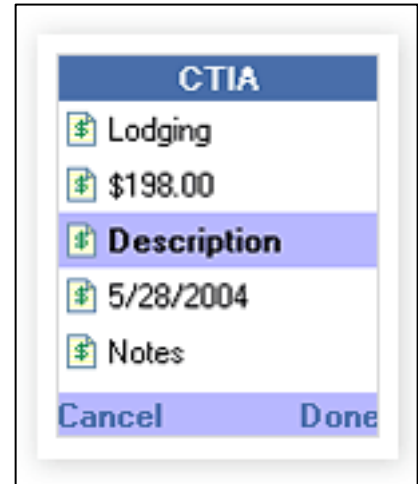 CTIA
Lodging
$198.00
Description
5/28/2004
Notes
Cancel Done